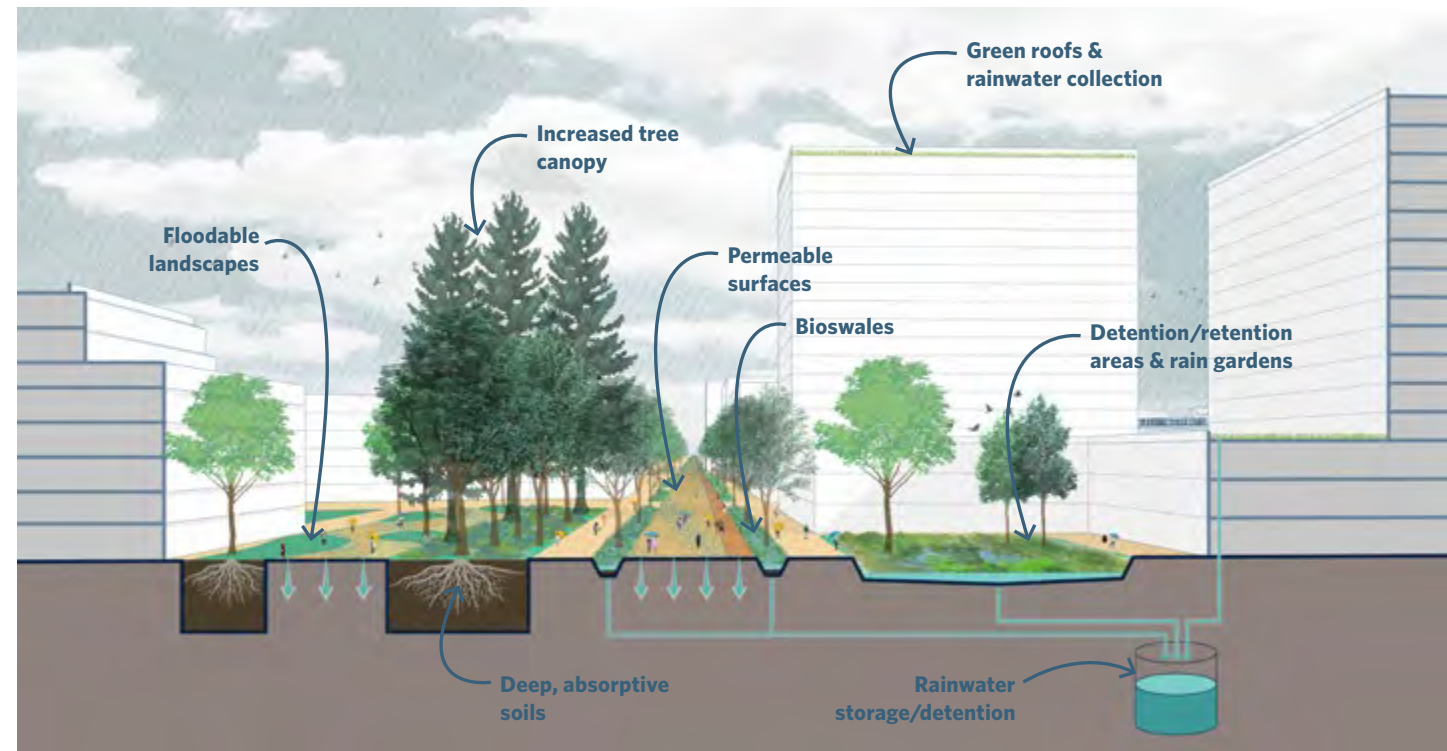 Green roofs &
rainwater collection
Increased tree
canopy
Floodable
landscapes
Permeable
surfaces
Bioswales
Detention/retention
areas & rain gardens
Deep, absorptive
soils
Rainwater
storage/detention